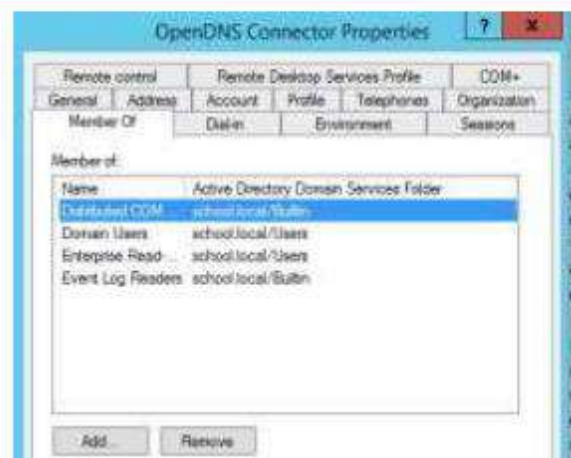 OpenDNS Connector Properties ? x
Remote control Remote Desktop Services Profile COM+
General Address Account Profile Telephones Organization
Member Of Dial-in Environment Sessions
Member of:
Name Active Directory Domain Services Folder
Distributed COM ... school.local/Builtin
Domain Users school.local/Users
Enterprise Read-... school.local/Users
Event Log Readers school.local/Builtin
Add... Remove